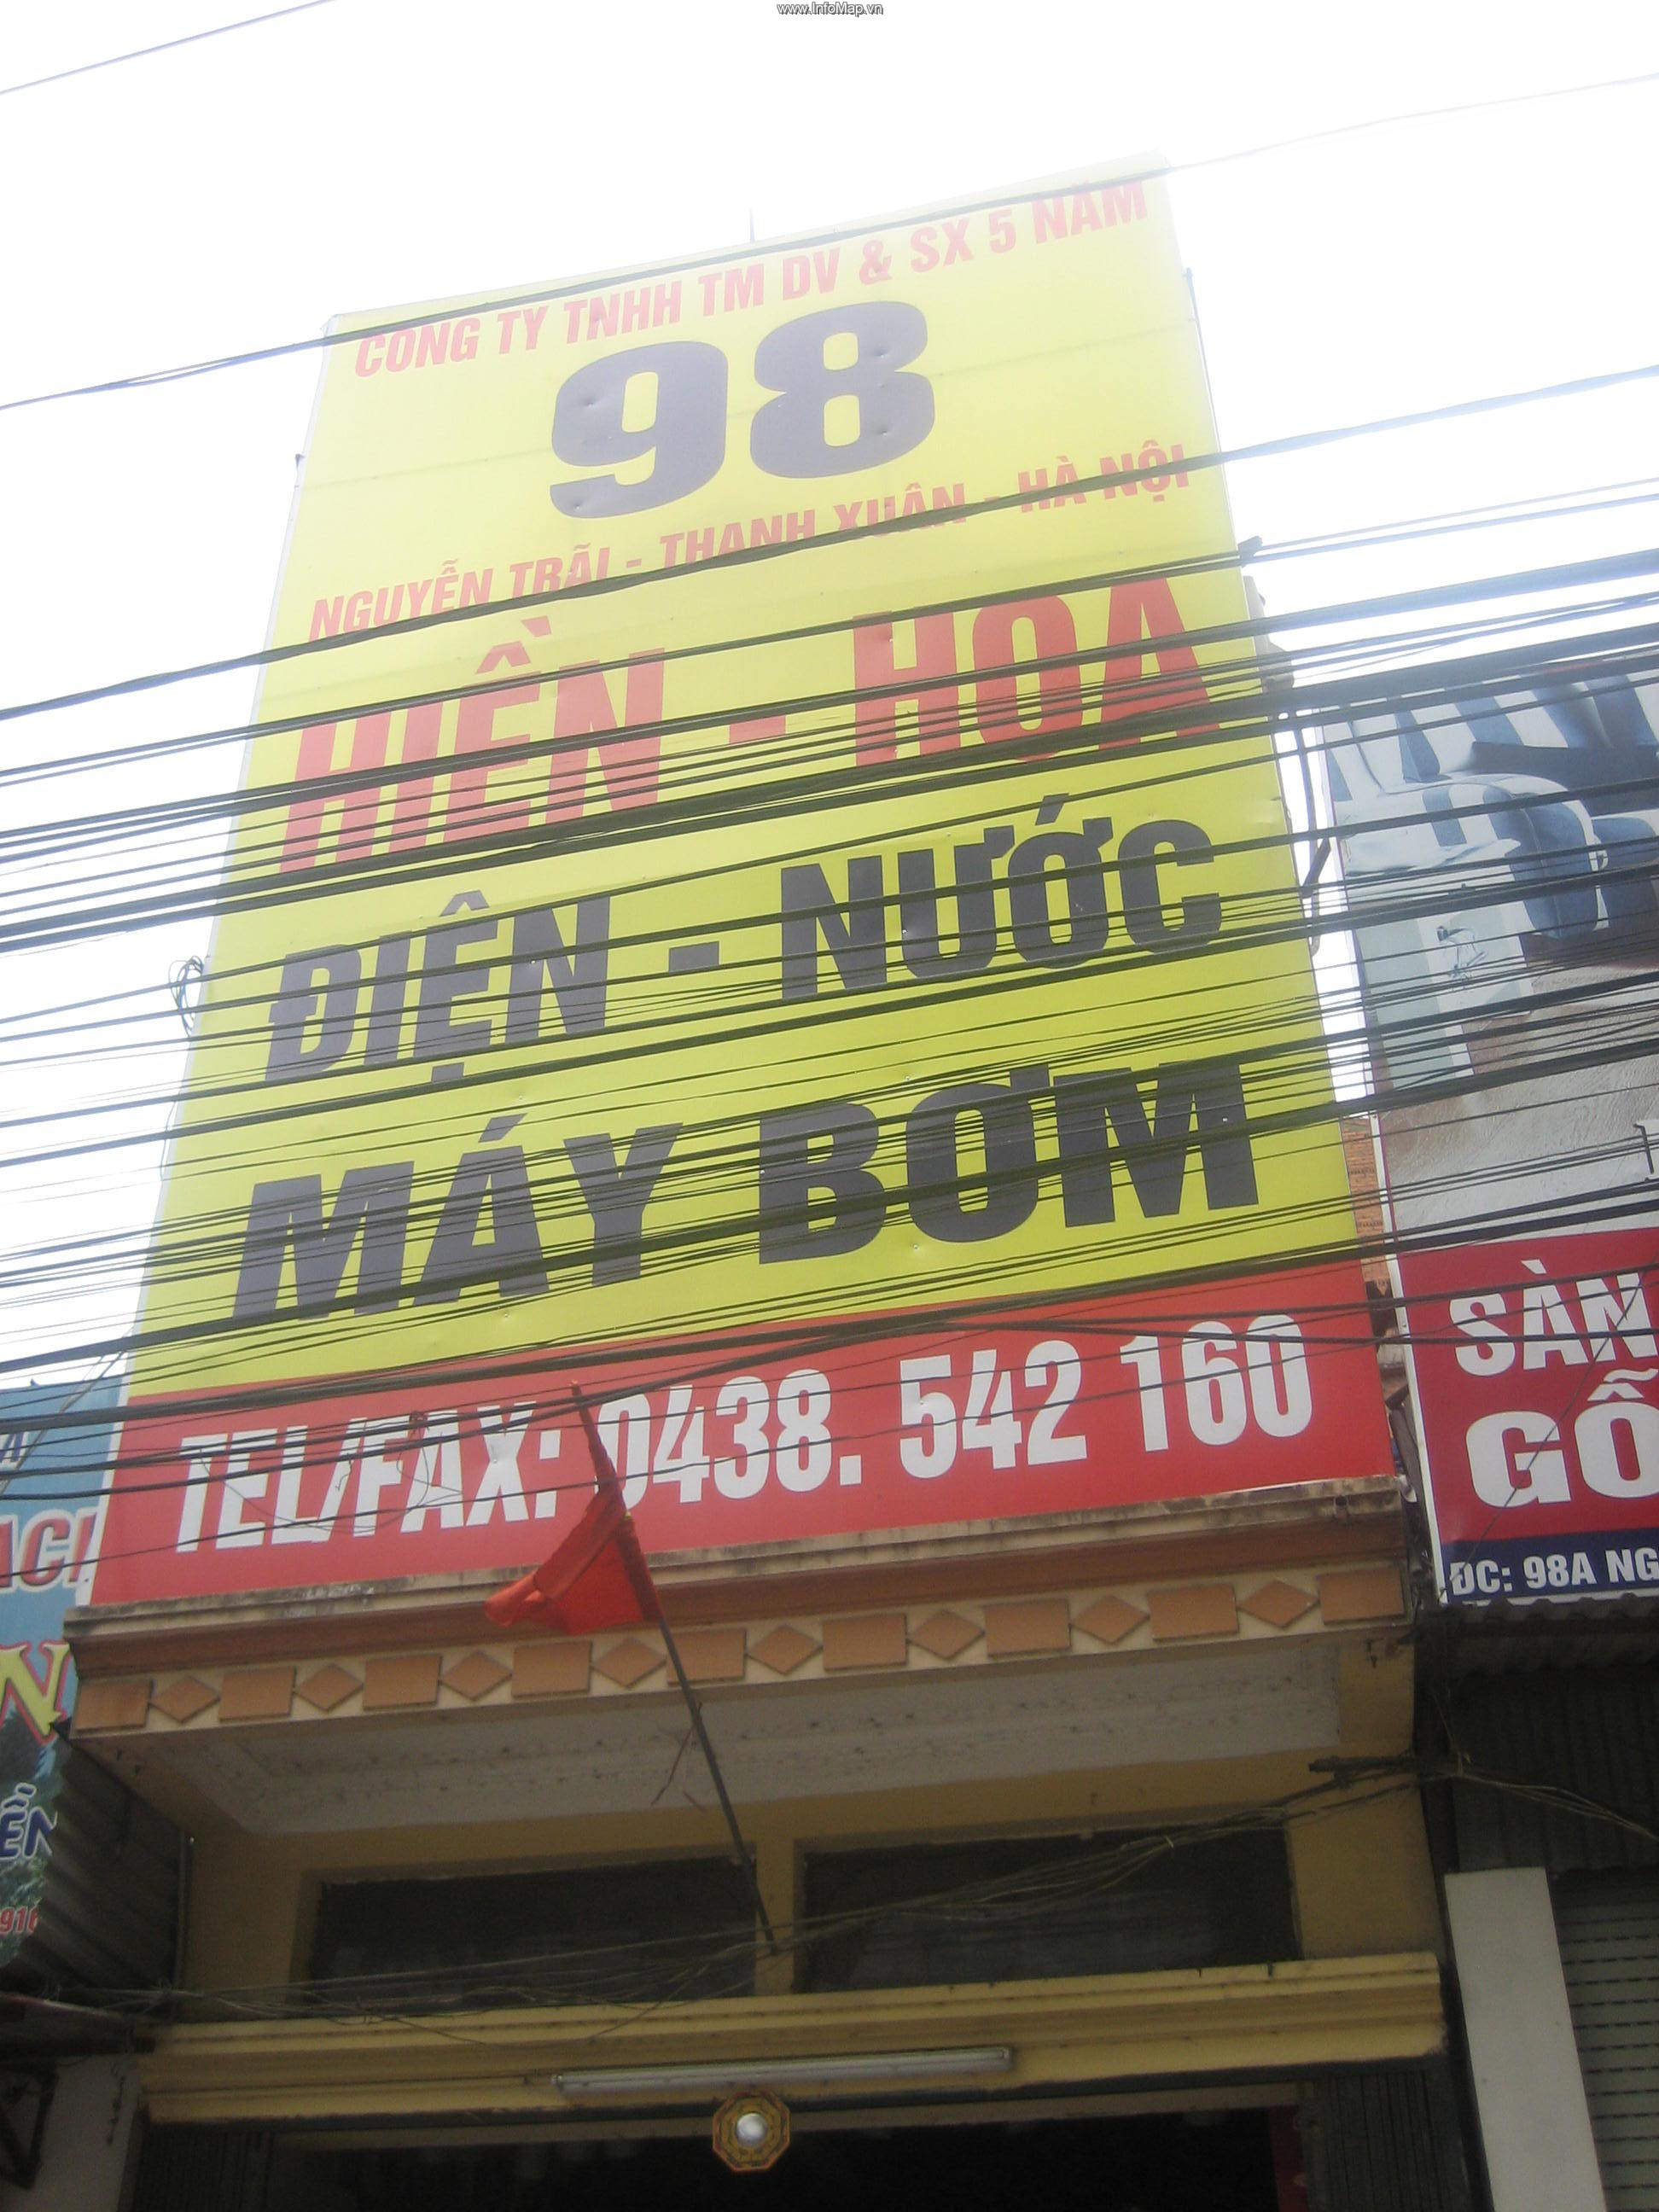 www.InfoMap.vn
CÔNG TY TNHH TM DV & SX 5 NĂM
98
NGUYỄN TRÃI - THANH XUÂN - HÀ NỘI
HIỀN - HOA
ĐIỆN - NƯỚC
MÁY BƠM
TEL/FAX: 0438. 542 160
SÀN
GỖ
ĐC: 98A NG